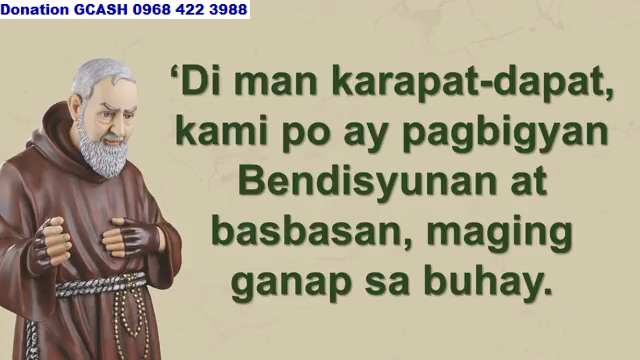 Donation GCASH 0968 422 3988
‘Di man karapat-dapat,
kami po ay pagbigyan
Bendisyunan at
basbasan, maging
ganap sa buhay.